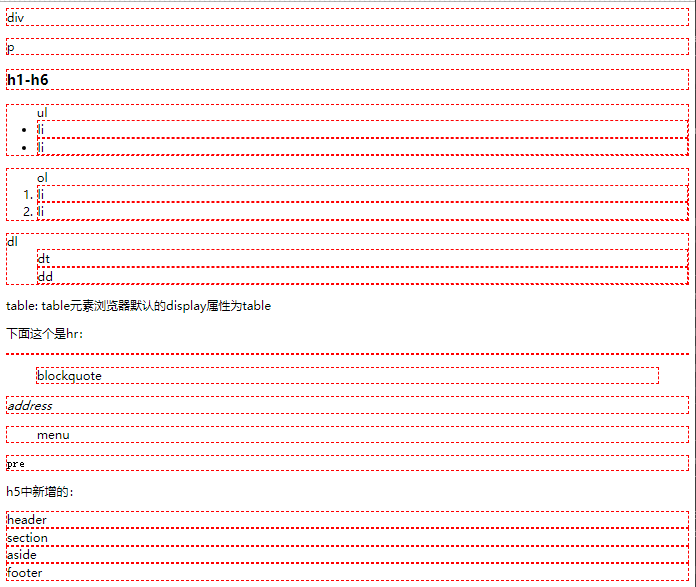 div
p
h1-h6
ul
li
li
ol
1. li
2. li
dl
dt
dd
table: table元素浏览器默认的display属性为table
下面这个是hr:
blockquote
address
menu
pre
h5中新增的:
header
section
aside
footer